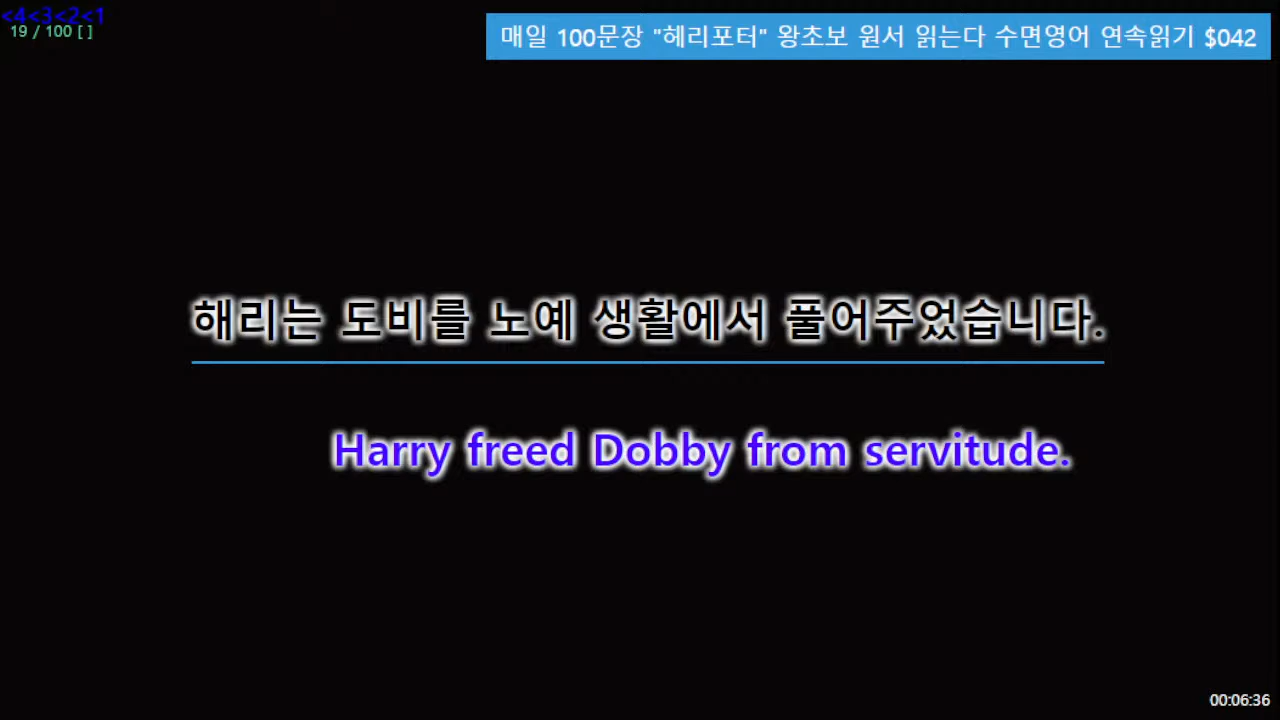 <4<3<2<1
19 / 100 [ ]
매일 100문장 "헤리포터" 왕초보 원서 읽는다 수면영어 연속읽기 $042
해리는 도비를 노예 생활에서 풀어주었습니다.
Harry freed Dobby from servitude.
00:06:36